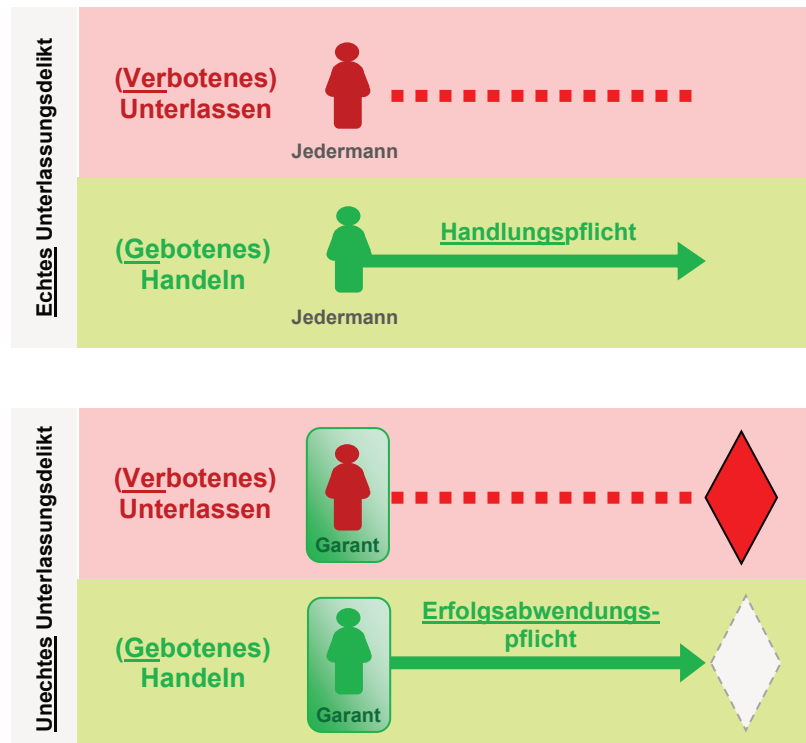 Echtes Unterlassungsdelikt
(Verbotenes)
Unterlassen
Jedermann
(Gebotenes)
Handeln
Handlungspflicht
Jedermann
Unechtes Unterlassungsdelikt
(Verbotenes)
Unterlassen
Garant
(Gebotenes)
Handeln
Erfolgsabwendungs-
pflicht
Garant